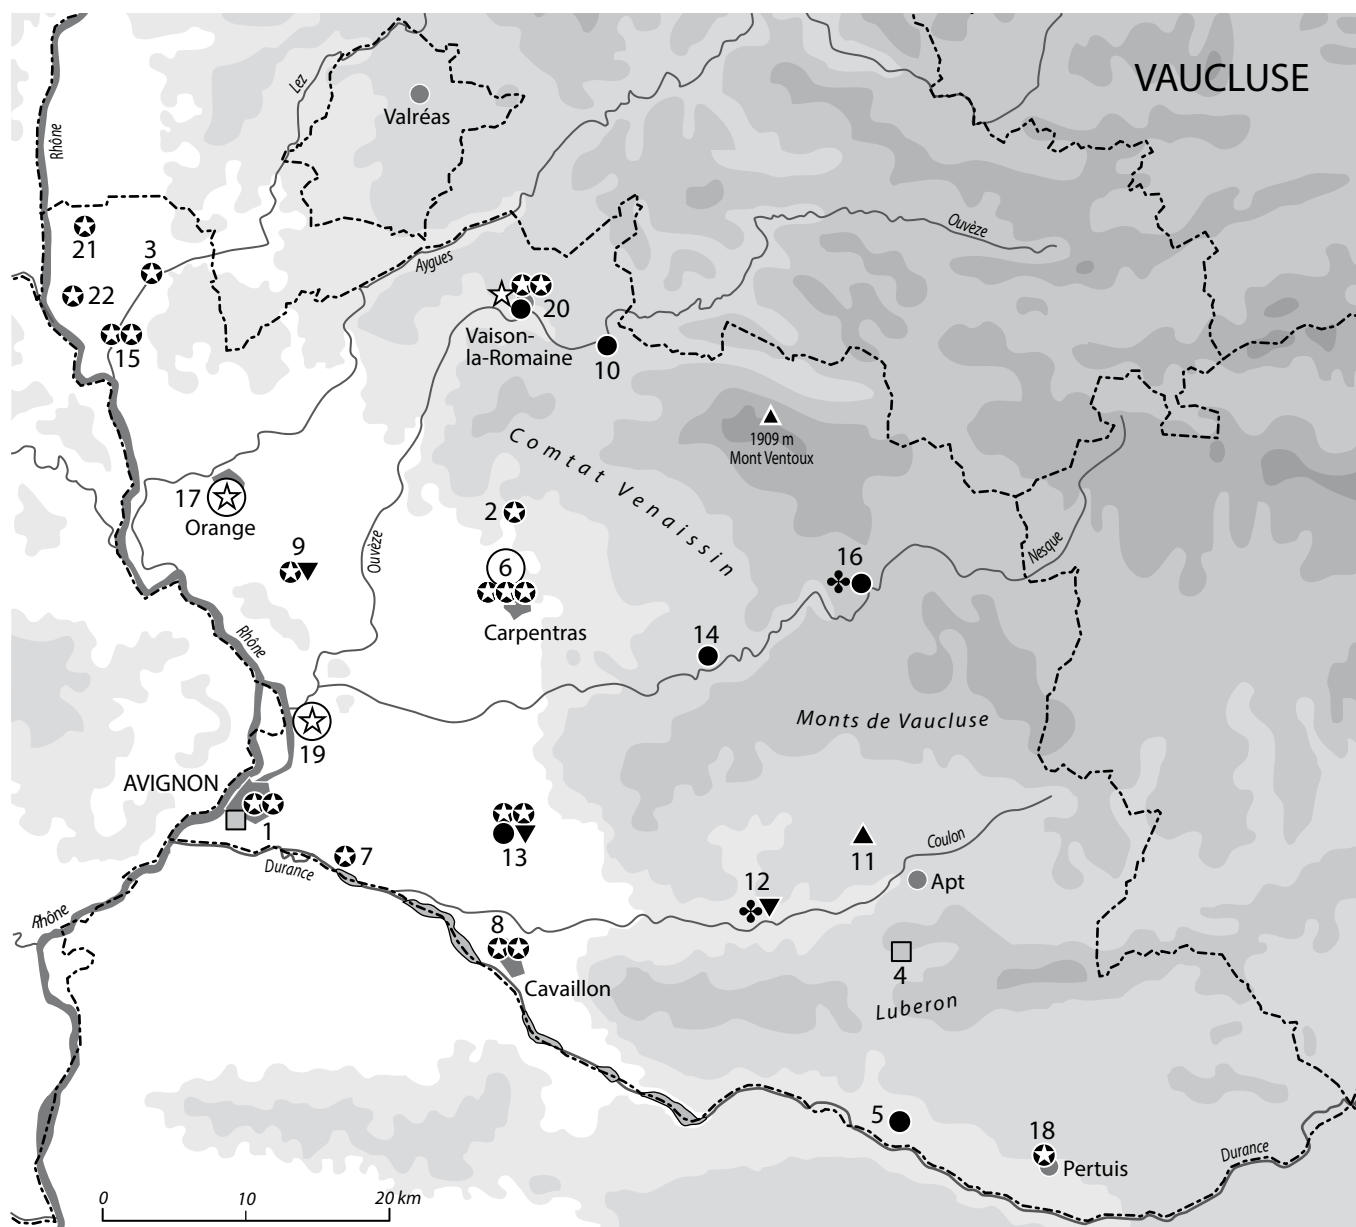 VAUCLUSE
Lez
Valréas
Rhône
21
3
Ouvèze
Aygues
22
20
15
Vaison-
la-Romaine
10
1909 m
Mont Ventoux
Comtat Venaissin
17
Orange
2
9
Ouvèze
6
16
Nesque
Carpentras
14
Rhône
19
Monts de Vaucluse
AVIGNON
1
13
11
Coulon
7
Durance
Apt
12
8
4
Rhône
Cavaillon
Luberon
5
18
Pertuis
Durance
0 10 20 km